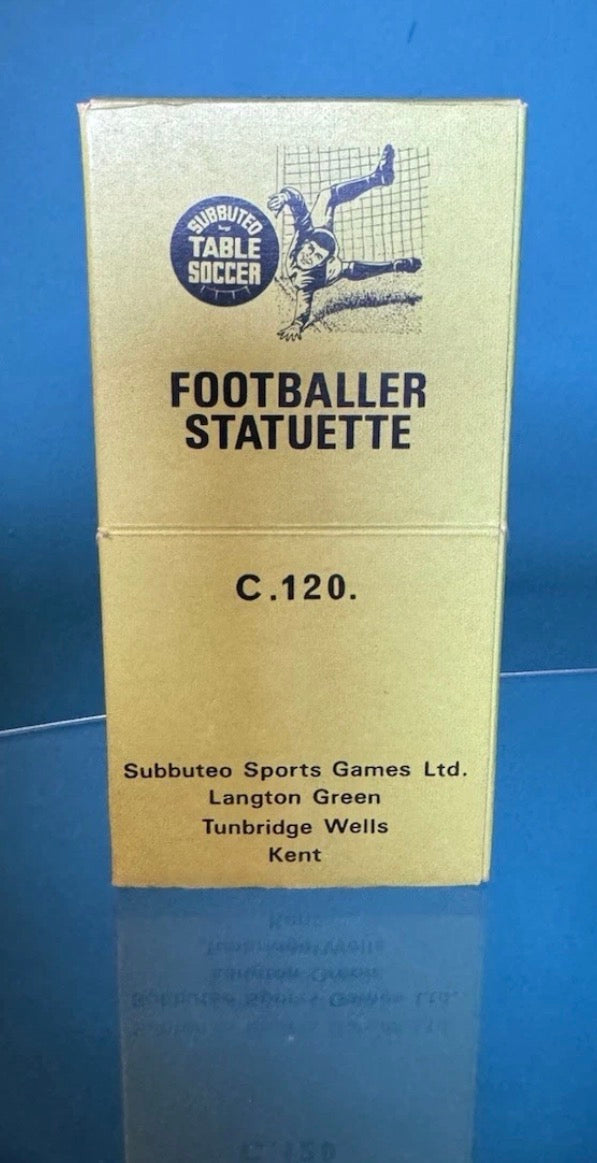 SUBBUTEO
TABLE
SOCCER
FOOTBALLER
STATUETTE
C.120.
Subbuteo Sports Games Ltd.
Langton Green
Tunbridge Wells
Kent